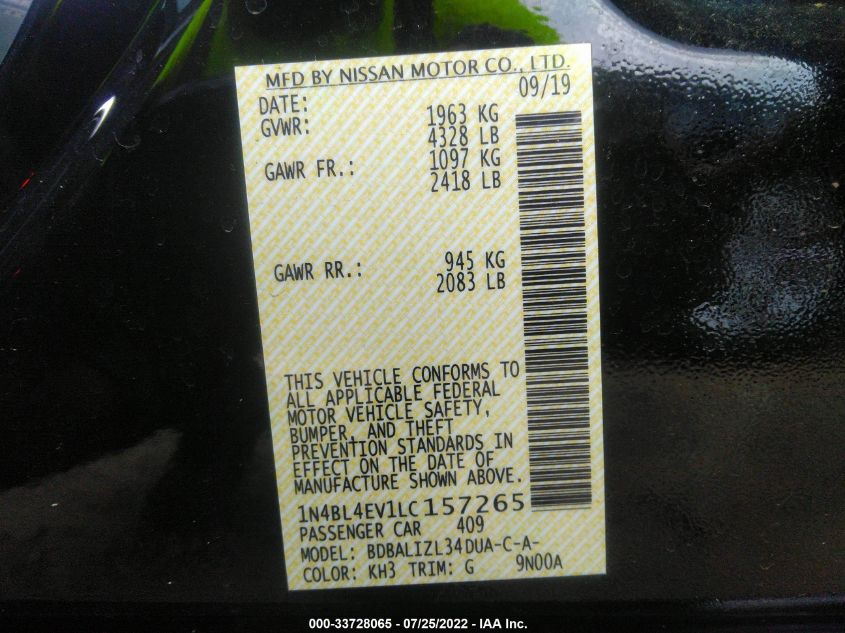 MFD BY NISSAN MOTOR CO., LTD.
DATE: 09/19
GVWR: 1963 KG
4328 LB
GAWR FR.: 1097 KG
2418 LB
GAWR RR.: 945 KG
2083 LB
THIS VEHICLE CONFORMS TO
ALL APPLICABLE FEDERAL
MOTOR VEHICLE SAFETY,
BUMPER, AND THEFT
PREVENTION STANDARDS IN
EFFECT ON THE DATE OF
MANUFACTURE SHOWN ABOVE.
1N4BL4EV1LC157265
PASSENGER CAR 409
MODEL: BDBALIZL34DUA-C-A-
COLOR: KH3 TRIM: G 9N00A
000-33728065 - 07/25/2022 - IAA Inc.